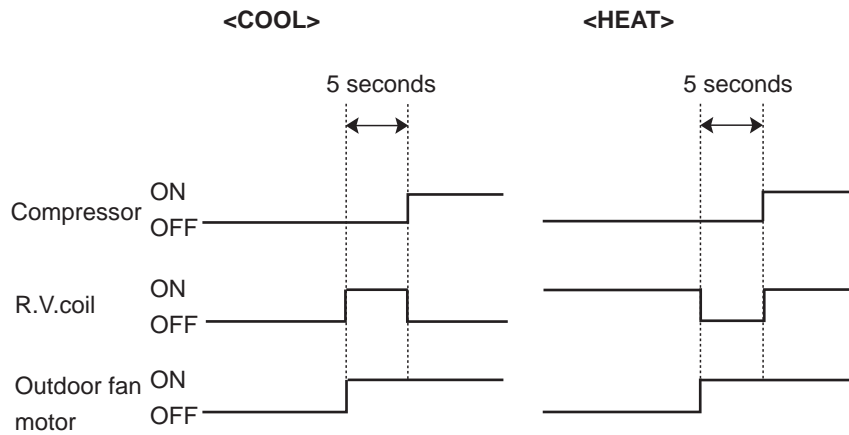 <COOL> <HEAT>
5 seconds 5 seconds
Compressor ON
OFF
R.V.coil ON
OFF
Outdoor fan motor ON
OFF